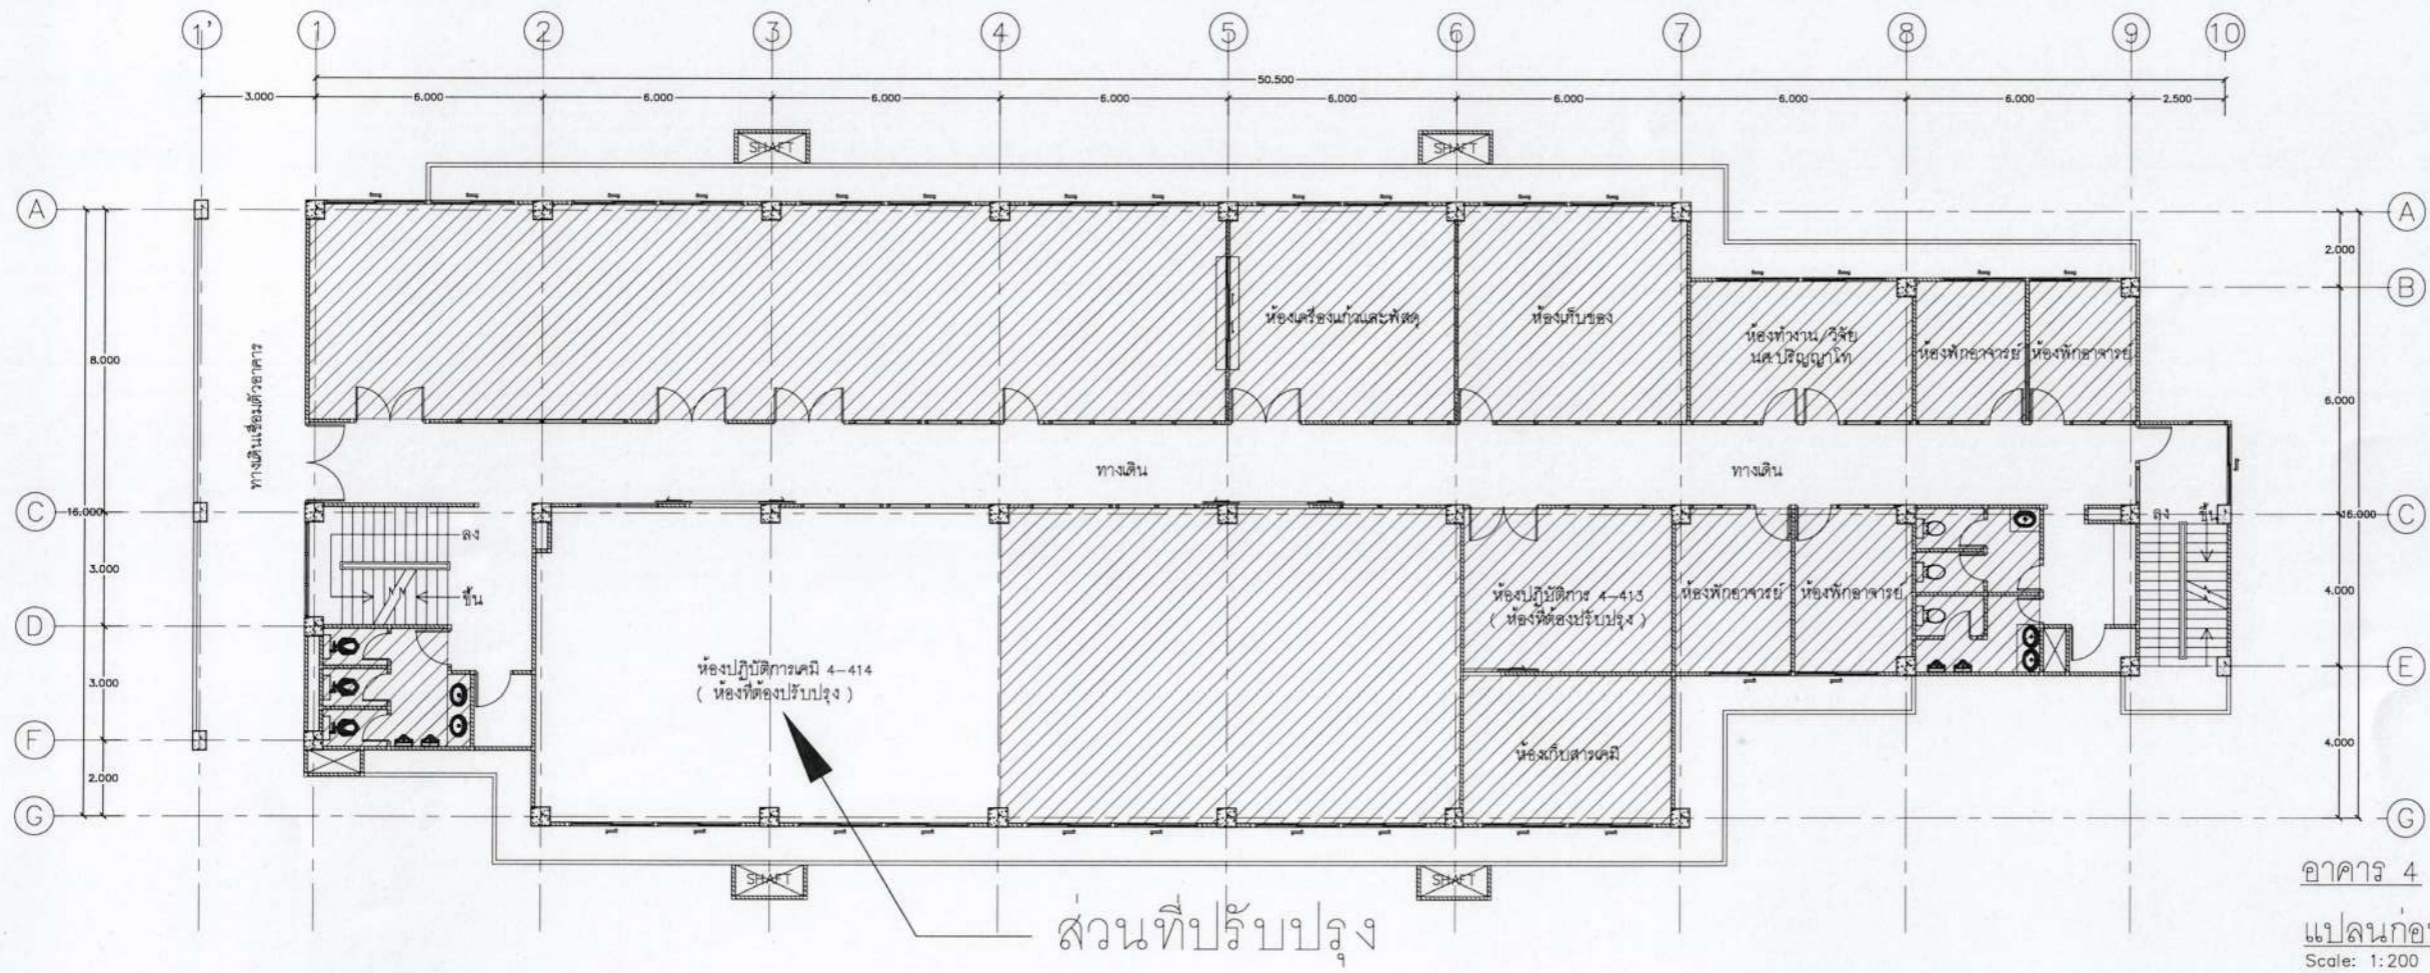 1' 1 2 3 4 5 6 7 8 9 10
50.500
3.000 6.000 6.000 6.000 6.000 6.000 6.000 6.000 6.000 2.500
SHAFT SHAFT
A A
2.000
B
ห้องเครื่องแก้วและพัสดุ
ห้องเก็บของ
ห้องทำงาน/วิจัย
นศ.ปริญญาโท
ห้องพักอาจารย์
ห้องพักอาจารย์
8.000
6.000
ทางเดินเชื่อมตัวอาคาร
ทางเดิน
ทางเดิน
C 16.000
16.000 C
ลง
ขึ้น
ลง
ขึ้น
3.000
4.000
ห้องปฏิบัติการ 4-413
( ห้องที่ต้องปรับปรุง )
ห้องพักอาจารย์
ห้องพักอาจารย์
D
ห้องปฏิบัติการเคมี 4-414
( ห้องที่ต้องปรับปรุง )
E
3.000
F
4.000
ห้องเก็บสารเคมี
2.000
G G
SHAFT SHAFT
ส่วนที่ปรับปรุง
อาคาร 4
แปลนก่อ
Scale: 1:200